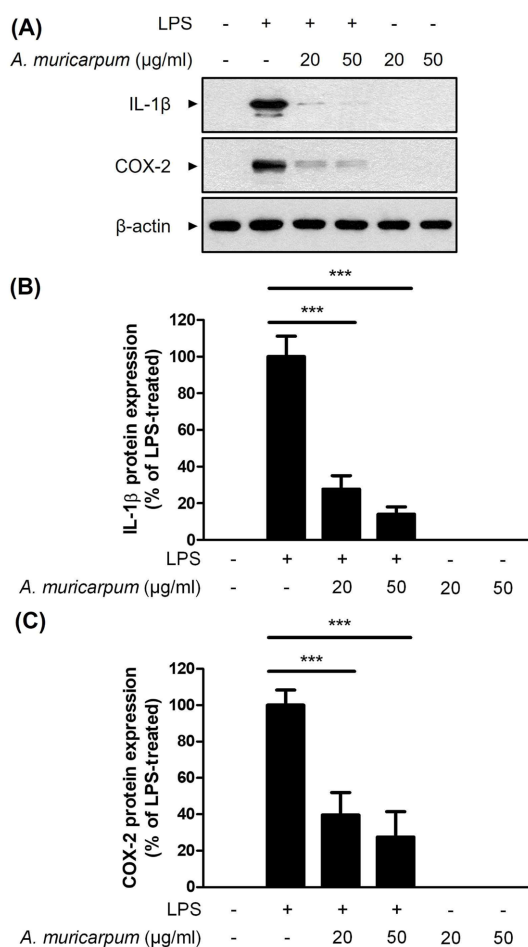 (A)
LPS - + + + - -
A. muricarpum (µg/ml) - - 20 50 20 50
IL-1β
COX-2
β-actin
(B)
***
***
IL-1β protein expression
(% of LPS-treated)
120
100
80
60
40
20
0
LPS - + + + - -
A. muricarpum (µg/ml) - - 20 50 20 50
(C)
***
***
COX-2 protein expression
(% of LPS-treated)
120
100
80
60
40
20
0
LPS - + + + - -
A. muricarpum (µg/ml) - - 20 50 20 50